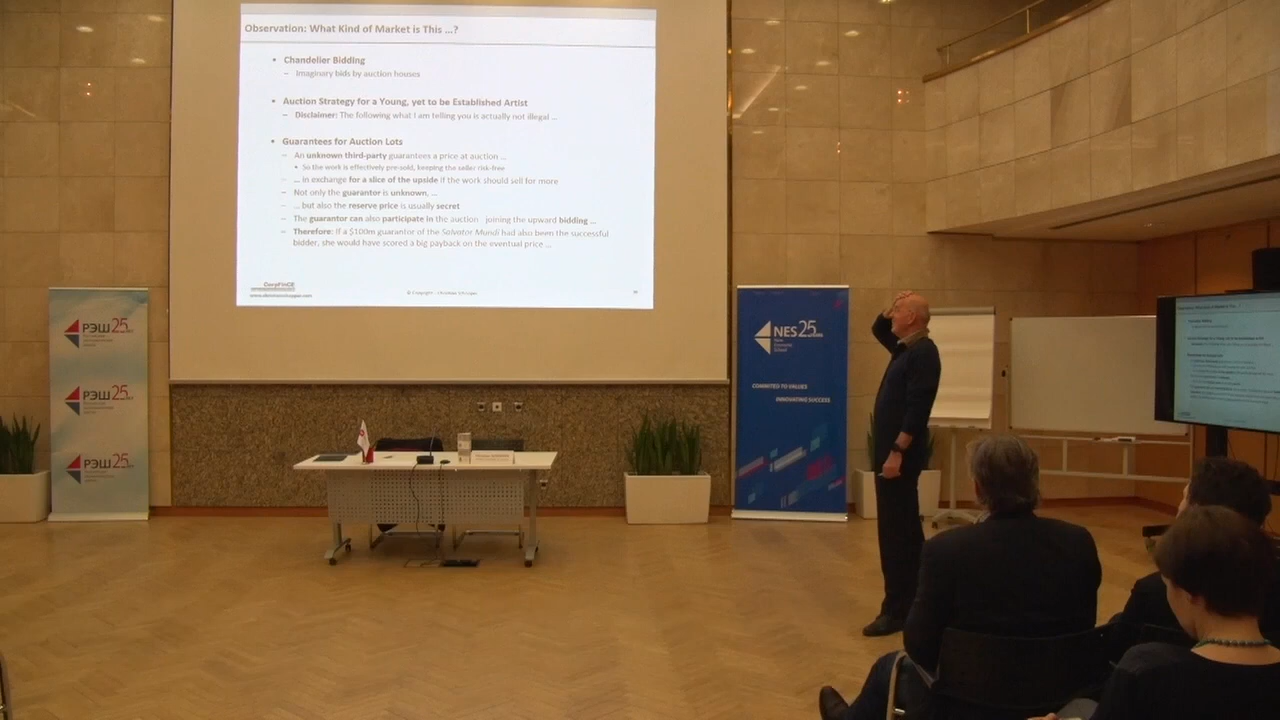 Observation: What Kind of Market is This ...?
• Chandelier Bidding
– Imaginary bids by auction houses
• Auction Strategy for a Young, yet to be Established Artist
– Disclaimer: The following what I am telling you is actually not illegal ...
• Guarantees for Auction Lots
– An unknown third-party guarantees a price at auction ...
• So the work is effectively pre-sold, keeping the seller risk-free
– ... in exchange for a slice of the upside if the work should sell for more
– Not only the guarantor is unknown, ...
– ... but also the reserve price is usually secret
– The guarantor can also participate in the auction joining the upward bidding ...
– Therefore: If a $100m guarantor of the Salvator Mundi had also been the successful
bidder, she would have scored a big payback on the eventual price ...
CorpFinCE
© Copyright
РЭШ 25
РЭШ 25
РЭШ 25
NES 25
New
Economic
School
COMMITTED TO VALUES
INNOVATING SUCCESS